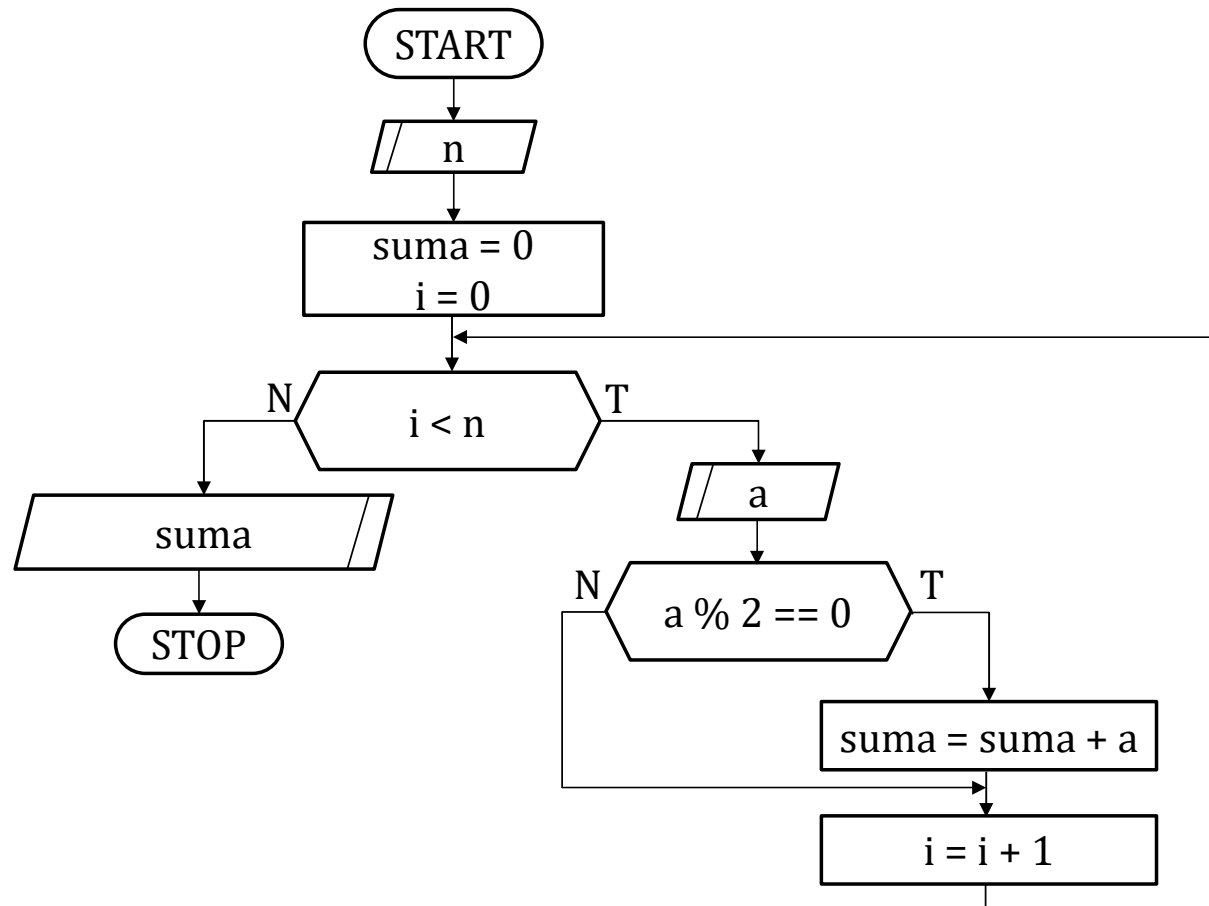 START
n
suma = 0
i = 0
N
T
i < n
a
suma
N
T
a % 2 == 0
STOP
suma = suma + a
i = i + 1